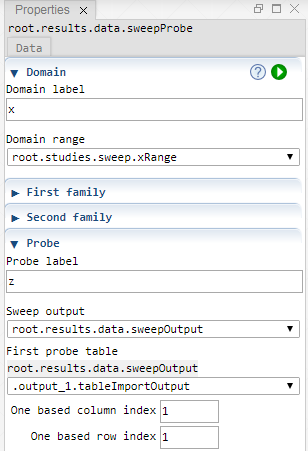 Properties
root.results.data.sweepProbe
Data
Domain
Domain label
x
Domain range
root.studies.sweep.xRange
First family
Second family
Probe
Probe label
z
Sweep output
root.results.data.sweepOutput
First probe table
root.results.data.sweepOutput
.output_1.tableImportOutput
One based column index 1
One based row index 1